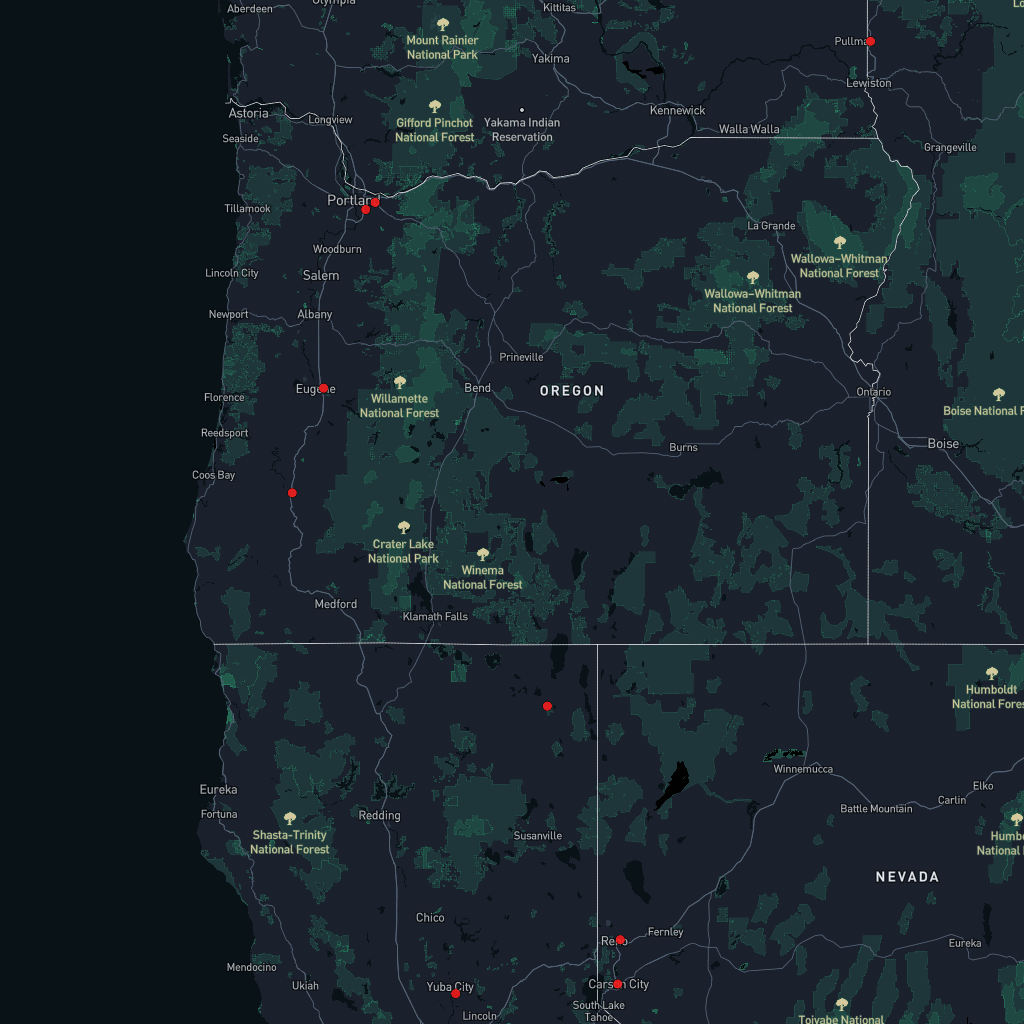 Aberdeen
Olympia
Kittitas
Mount Rainier
National Park
Yakima
Pullma
Lewiston
Astoria
Longview
Gifford Pinchot
National Forest
Yakama Indian
Reservation
Kennewick
Walla Walla
Seaside
Grangeville
Portlan
Tillamook
La Grande
Woodburn
Wallowa-Whitman
National Forest
Lincoln City
Salem
Wallowa-Whitman
National Forest
Newport
Albany
Prineville
Eugene
Bend
OREGON
Ontario
Florence
Willamette
National Forest
Boise National F
Reedsport
Burns
Boise
Coos Bay
Crater Lake
National Park
Winema
National Forest
Medford
Klamath Falls
Humboldt
National Fores
Winnemucca
Eureka
Elko
Carlin
Fortuna
Redding
Battle Mountain
Shasta-Trinity
National Forest
Susanville
Humbo
National
NEVADA
Chico
Reno
Fernley
Eureka
Mendocino
Ukiah
Yuba City
Carson City
South Lake
Tahoe
Lincoln
Toiyabe National